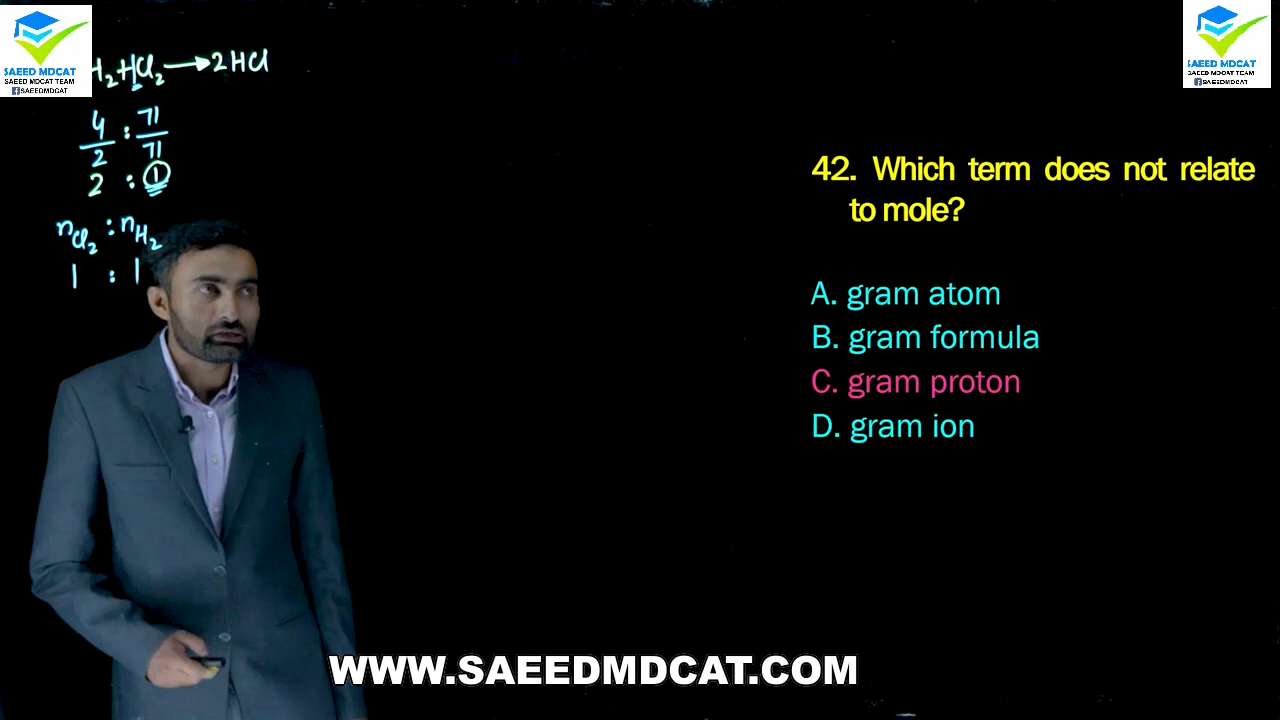 SAEED MDCAT
SAEED MDCAT TEAM
SAEEDMDCAT
H₂+Cl₂ → 2HCl
4/2 : 71/71
2 : 1
nCl₂ : nH₂
1 : 1
42. Which term does not relate
to mole?
A. gram atom
B. gram formula
C. gram proton
D. gram ion
SAEED MDCAT
SAEED MDCAT TEAM
SAEEDMDCAT
WWW.SAEEDMDCAT.COM